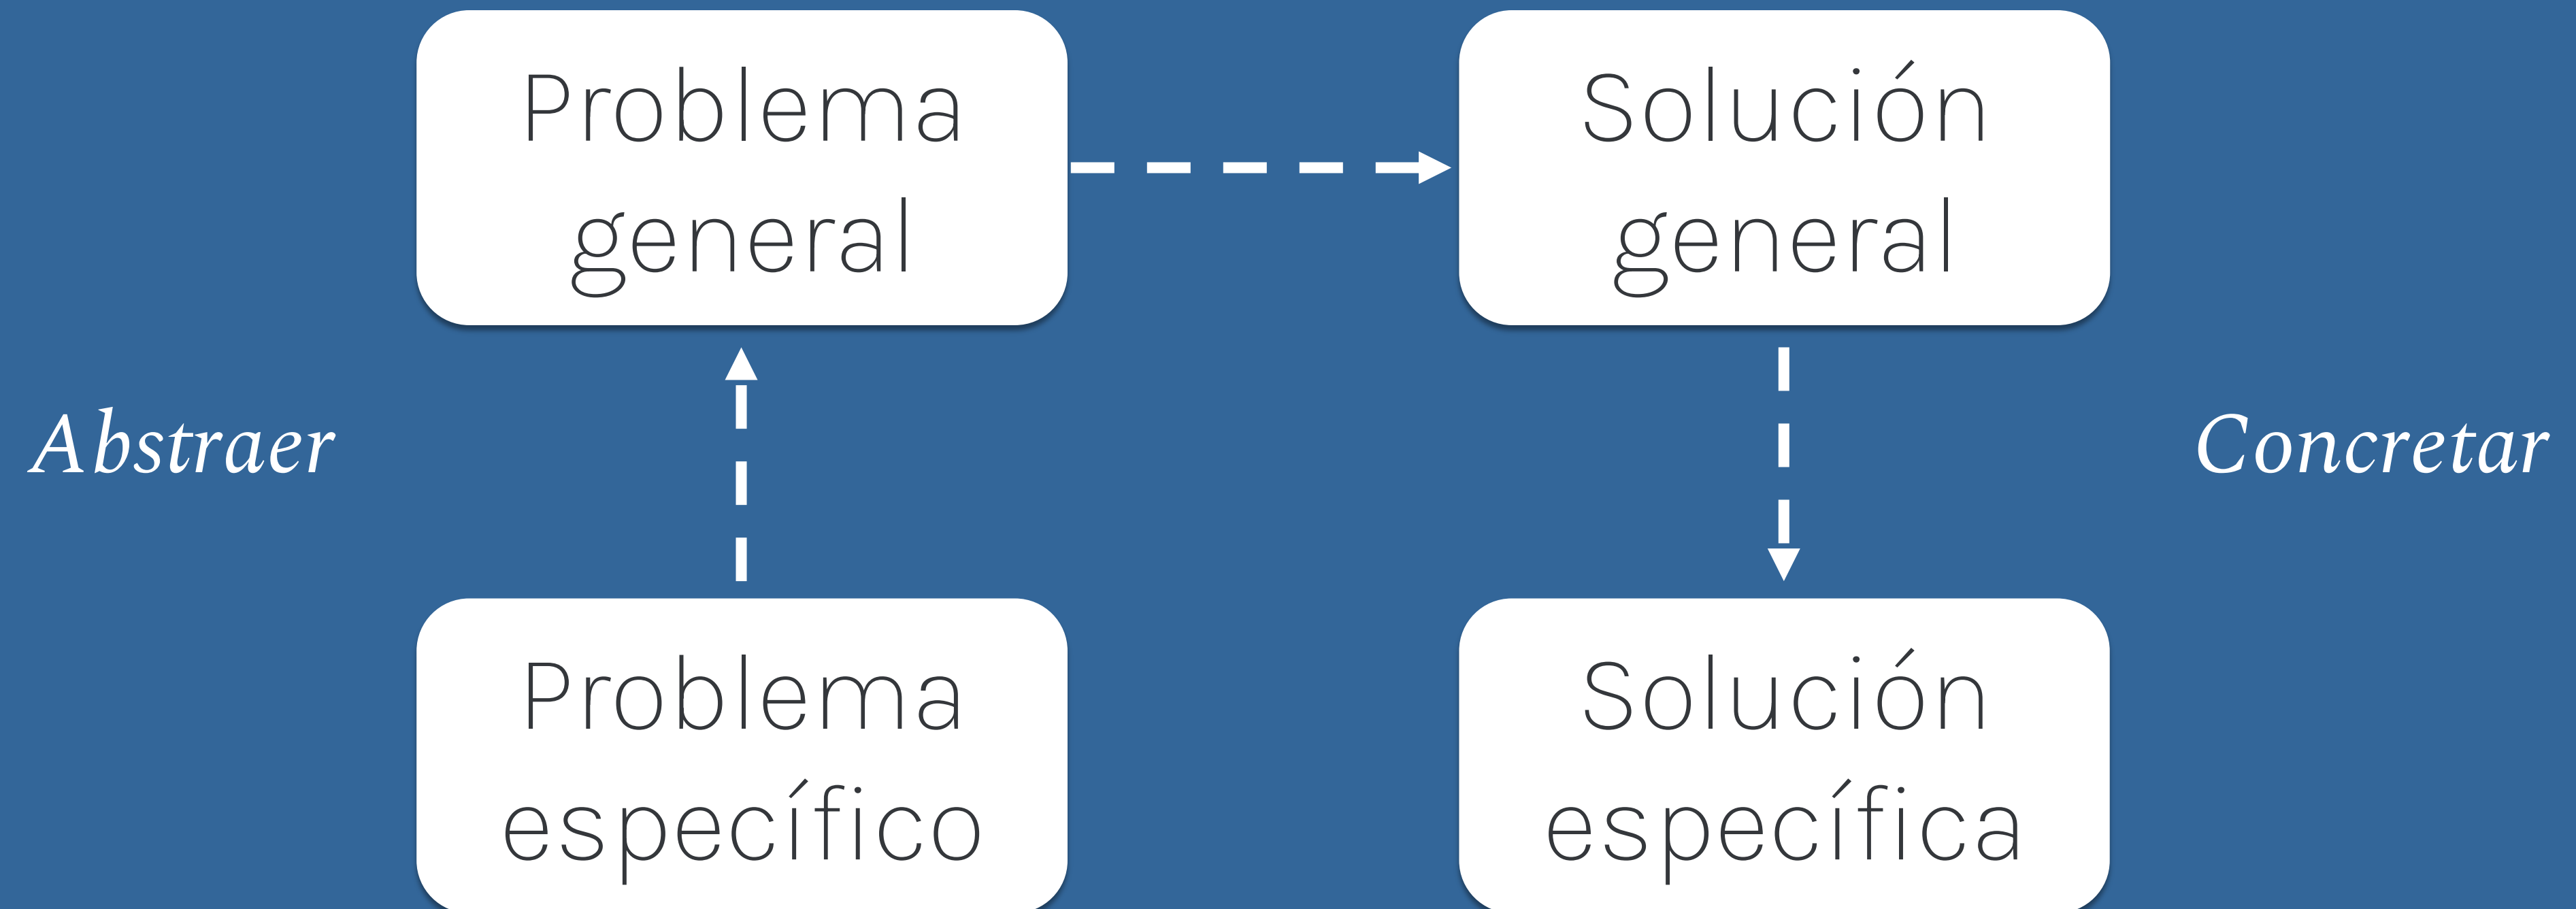 Problema
general
Solución
general
Abstraer
Concretar
Problema
específico
Solución
específica